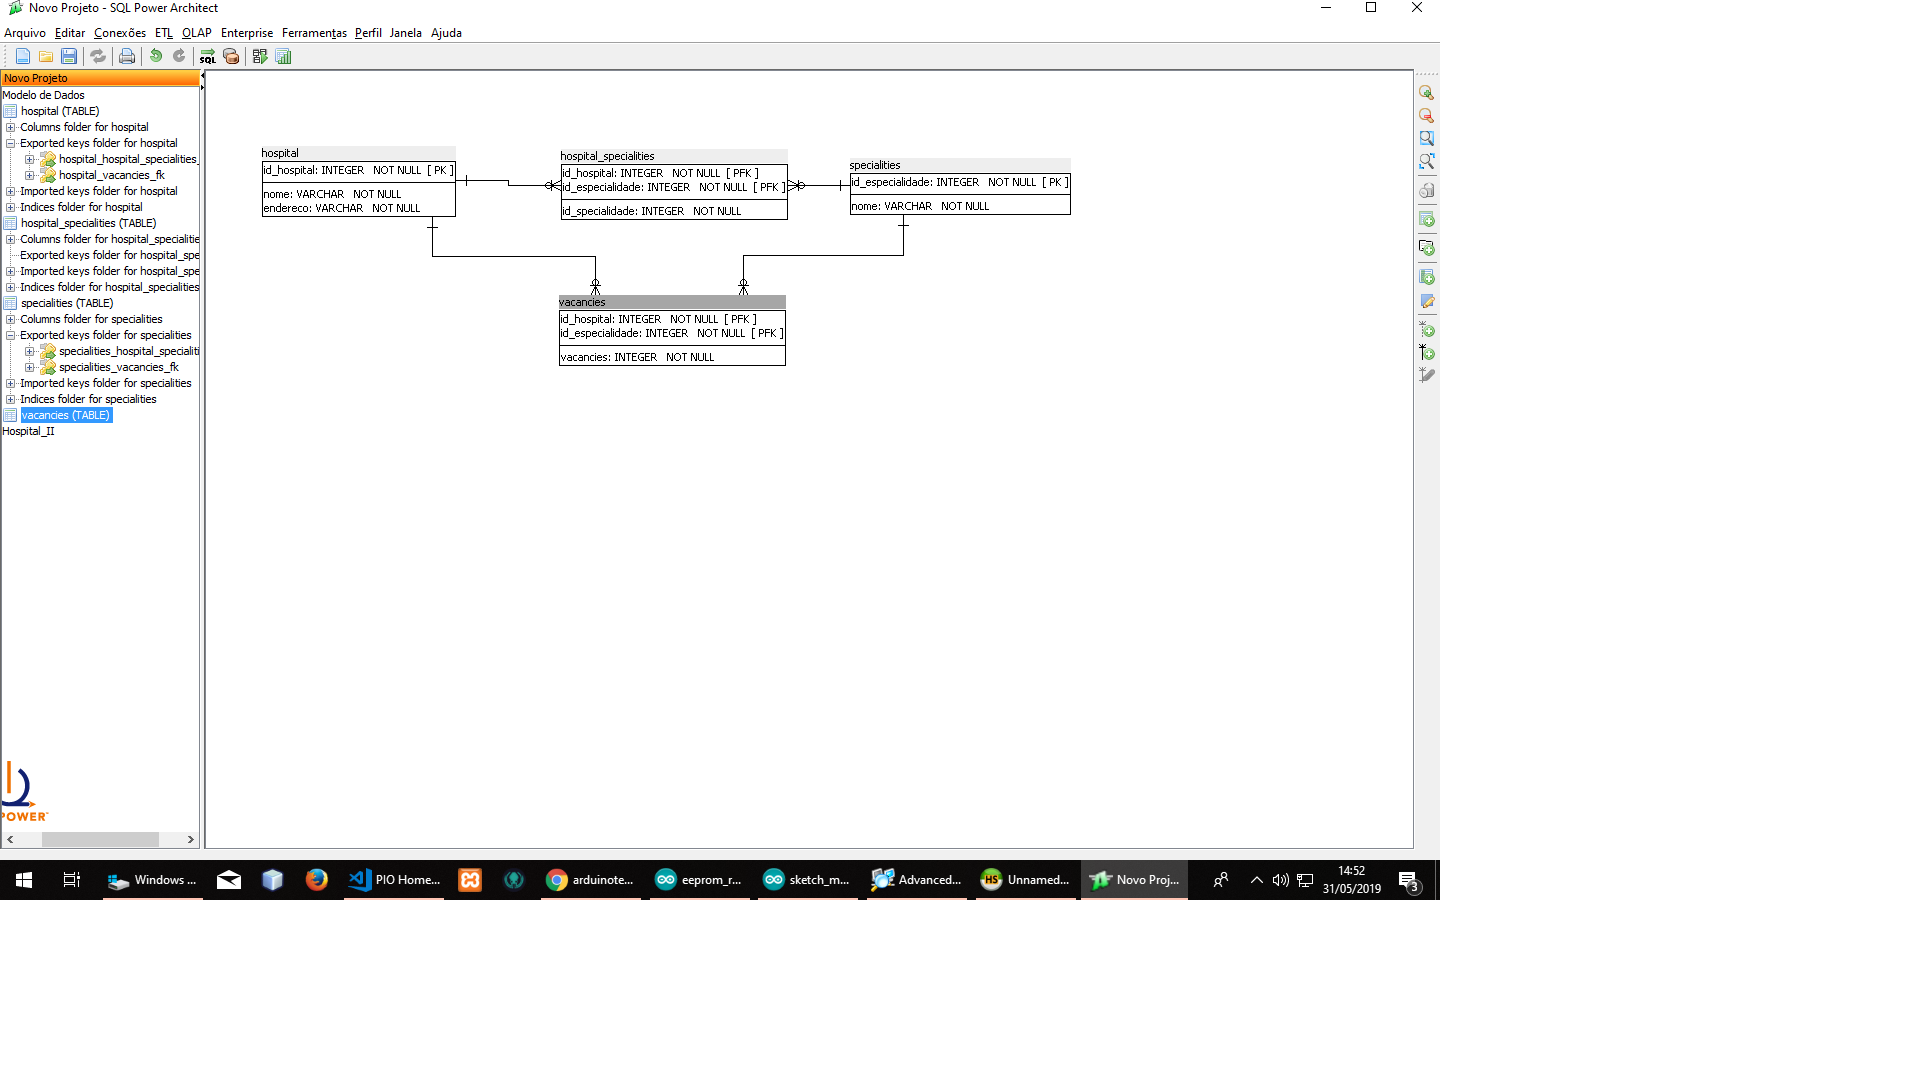 Novo Projeto - SQL Power Architect
Arquivo Editar Conexões ETL OLAP Enterprise Ferramentas Perfil Janela Ajuda
SQL
Novo Projeto
Modelo de Dados
hospital (TABLE)
Columns folder for hospital
Exported keys folder for hospital
hospital_hospital_specialities_
hospital_vacancies_fk
Imported keys folder for hospital
Indices folder for hospital
hospital_specialities (TABLE)
Columns folder for hospital_specialitie
Exported keys folder for hospital_spe
Imported keys folder for hospital_spe
Indices folder for hospital_specialities
specialities (TABLE)
Columns folder for specialities
Exported keys folder for specialities
specialities_hospital_specialiti
specialities_vacancies_fk
Imported keys folder for specialities
Indices folder for specialities
vacancies (TABLE)
Hospital_II
POWER
hospital
id_hospital: INTEGER NOT NULL [ PK ]
nome: VARCHAR NOT NULL
endereco: VARCHAR NOT NULL
hospital_specialities
id_hospital: INTEGER NOT NULL [ PFK ]
id_especialidade: INTEGER NOT NULL [ PFK ]
id_specialidade: INTEGER NOT NULL
specialities
id_especialidade: INTEGER NOT NULL [ PK ]
nome: VARCHAR NOT NULL
vacancies
id_hospital: INTEGER NOT NULL [ PFK ]
id_especialidade: INTEGER NOT NULL [ PFK ]
vacancies: INTEGER NOT NULL
Windows ...
PIO Home...
arduinote...
eeprom_r...
sketch_m...
Advanced...
HS
Unnamed...
Novo Proj...
14:52
31/05/2019
3